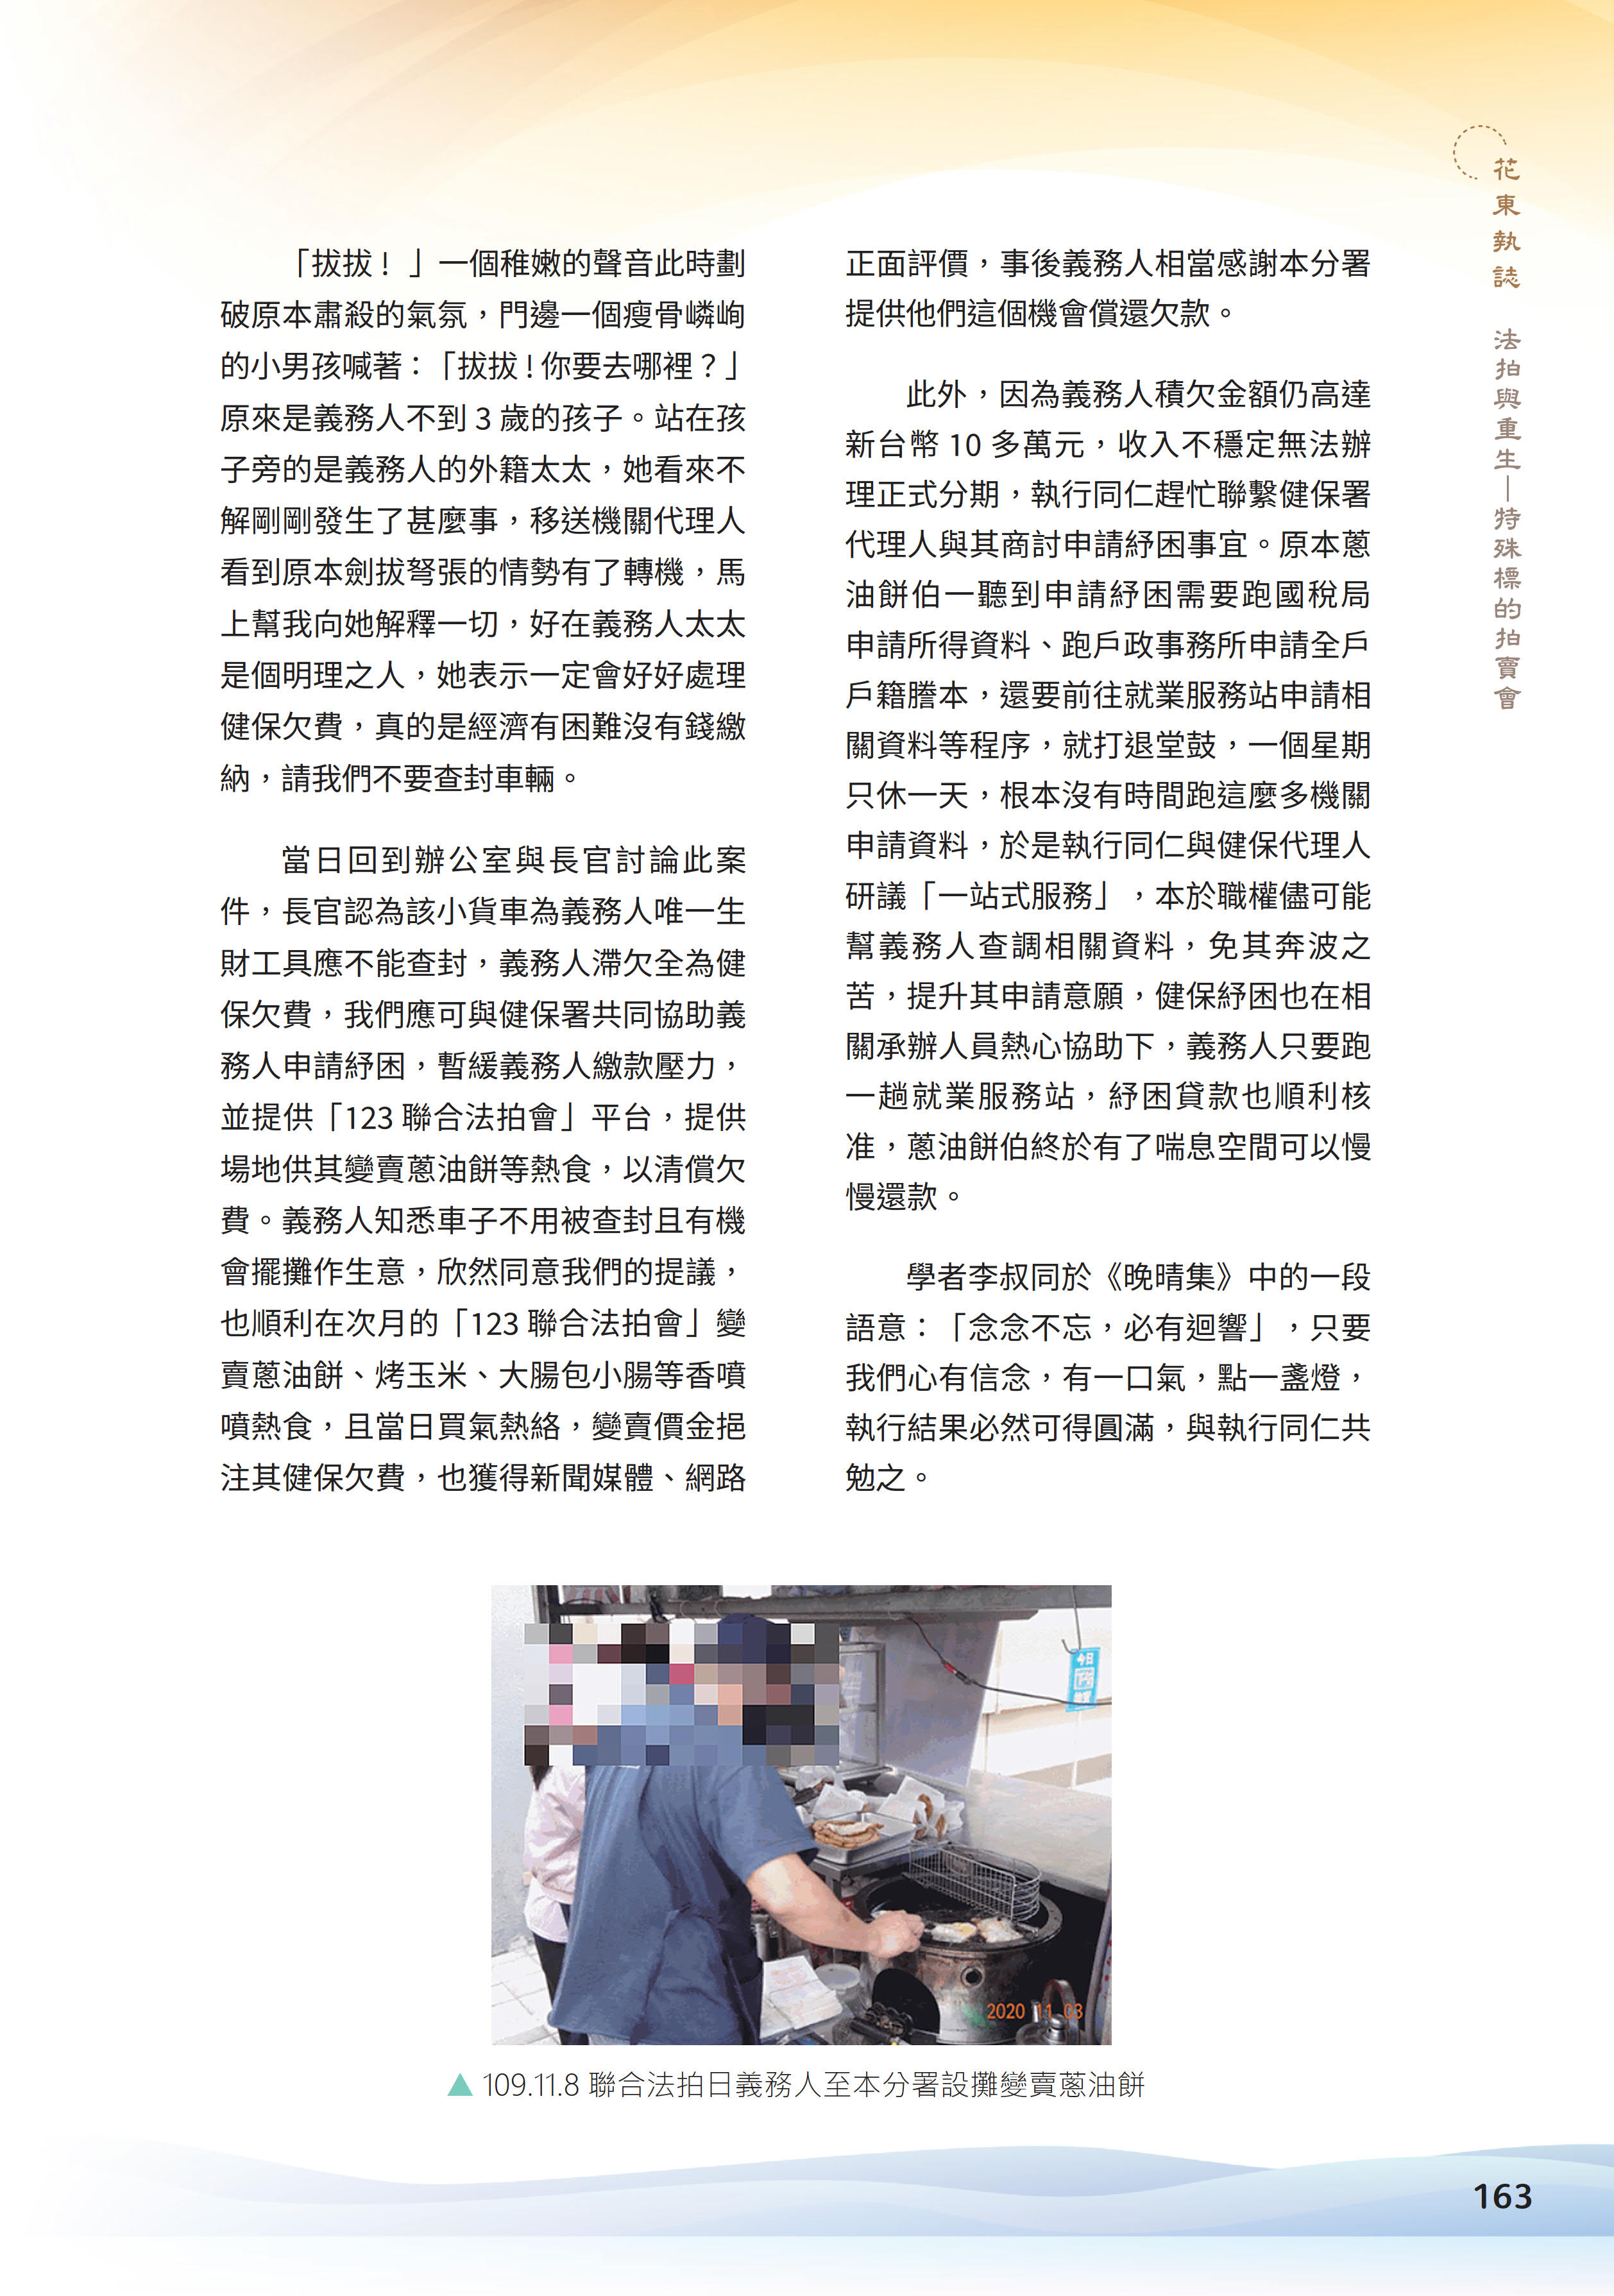 花東執誌 法拍與重生—特殊標的拍賣會
「拔拔！」一個稚嫩的聲音此時劃
破原本肅殺的氣氛，門邊一個瘦骨嶙峋
的小男孩喊著：「拔拔！你要去哪裡？」
原來是義務人不到 3 歲的孩子。站在孩
子旁的是義務人的外籍太太，她看來不
解剛剛發生了甚麼事，移送機關代理人
看到原本劍拔弩張的情勢有了轉機，馬
上幫我向她解釋一切，好在義務人太太
是個明理之人，她表示一定會好好處理
健保欠費，真的是經濟有困難沒有錢繳
納，請我們不要查封車輛。
當日回到辦公室與長官討論此案
件，長官認為該小貨車為義務人唯一生
財工具應不能查封，義務人滯欠全為健
保欠費，我們應可與健保署共同協助義
務人申請紓困，暫緩義務人繳款壓力，
並提供「123 聯合法拍會」平台，提供
場地供其變賣蔥油餅等熱食，以清償欠
費。義務人知悉車子不用被查封且有機
會擺攤作生意，欣然同意我們的提議，
也順利在次月的「123 聯合法拍會」變
賣蔥油餅、烤玉米、大腸包小腸等香噴
噴熱食，且當日買氣熱絡，變賣價金挹
注其健保欠費，也獲得新聞媒體、網路
正面評價，事後義務人相當感謝本分署
提供他們這個機會償還欠款。
此外，因為義務人積欠金額仍高達
新台幣 10 多萬元，收入不穩定無法辦
理正式分期，執行同仁趕忙聯繫健保署
代理人與其商討申請紓困事宜。原本蔥
油餅伯一聽到申請紓困需要跑國稅局
申請所得資料、跑戶政事務所申請全戶
戶籍謄本，還要前往就業服務站申請相
關資料等程序，就打退堂鼓，一個星期
只休一天，根本沒有時間跑這麼多機關
申請資料，於是執行同仁與健保代理人
研議「一站式服務」，本於職權儘可能
幫義務人查調相關資料，免其奔波之
苦，提升其申請意願，健保紓困也在相
關承辦人員熱心協助下，義務人只要跑
一趟就業服務站，紓困貸款也順利核
准，蔥油餅伯終於有了喘息空間可以慢
慢還款。
學者李叔同於《晚晴集》中的一段
語意：「念念不忘，必有迴響」，只要
我們心有信念，有一口氣，點一盞燈，
執行結果必然可得圓滿，與執行同仁共
勉之。
今日
2020 11 03
▲ 109.11.8 聯合法拍日義務人至本分署設攤變賣蔥油餅
163